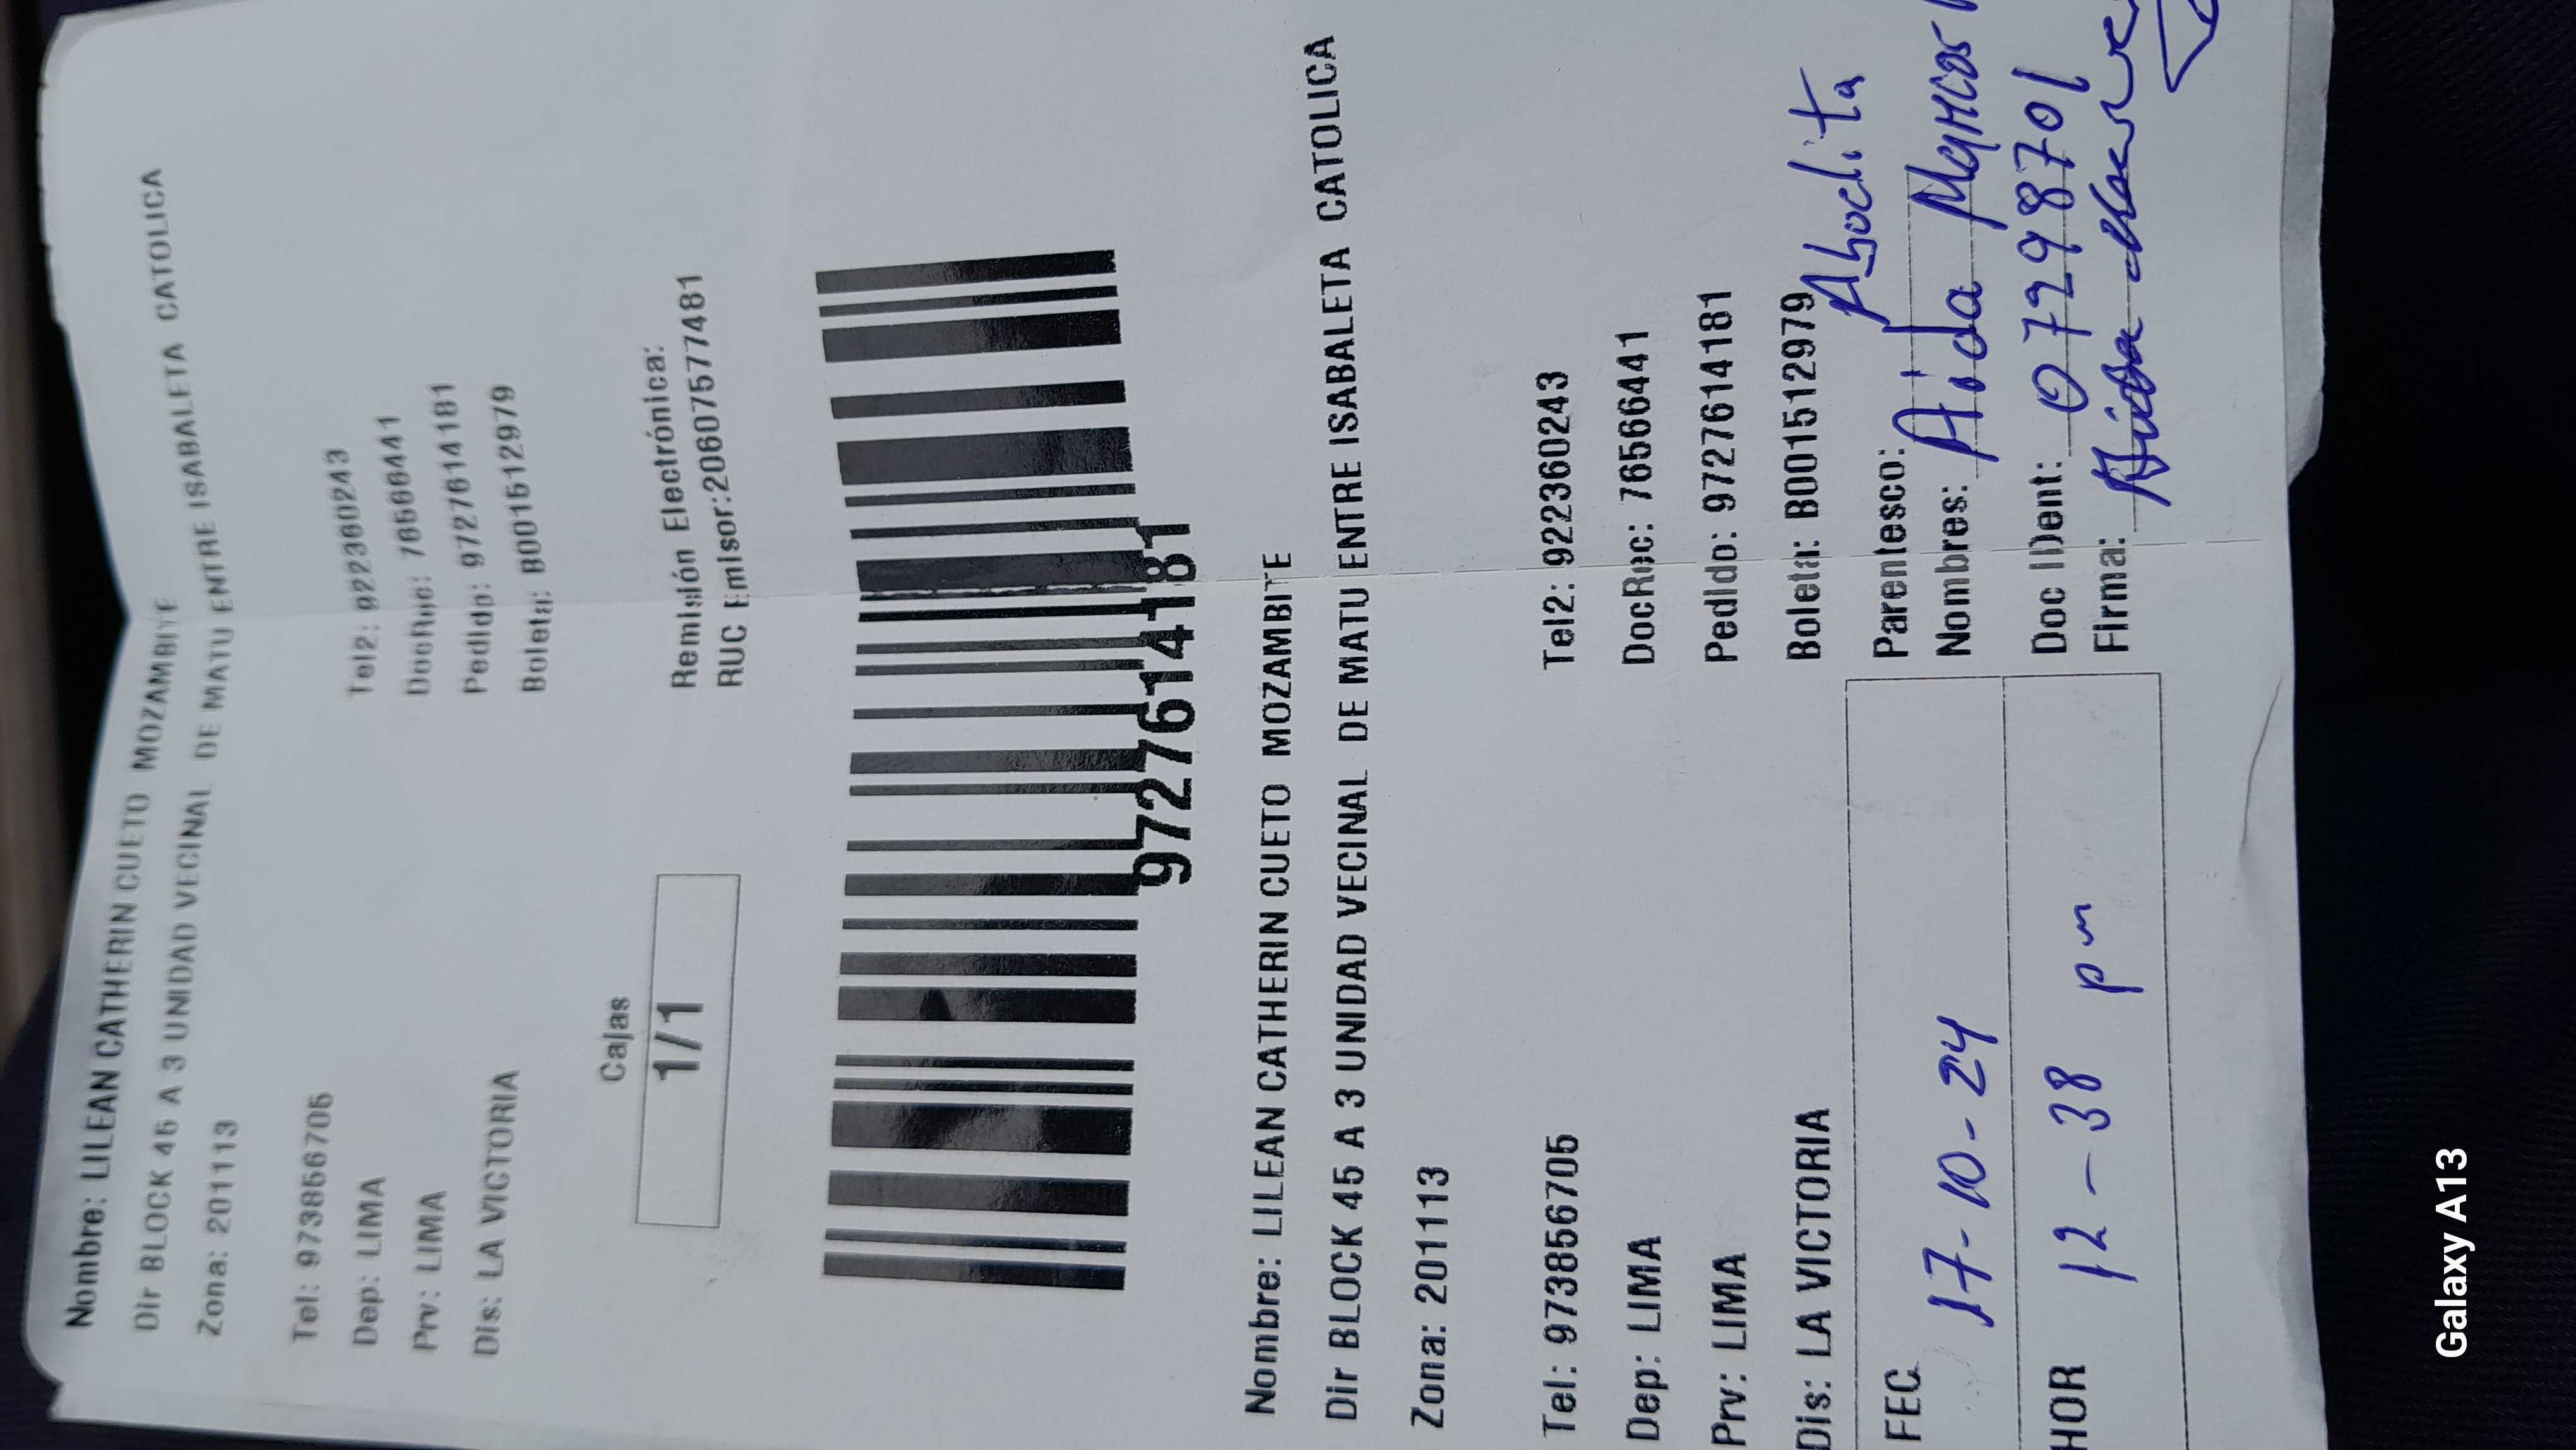 Nombre: LILEAN CATHERIN CUETO MOZAMBITE
Dir BLOCK 45 A 3 UNIDAD VECINAL DE MATU ENTRE ISABALETA CATOLICA
Zona: 201113
Tel: 973856705 Tel2: 922360243
Dep: LIMA DocRuc: 76566441
Prv: LIMA Pedido: 9727614181
Dis: LA VICTORIA Boleta: B001512979
Cajas
1/1
Remisión Electrónica:
RUC Emisor:20607577481
9727614181
Nombre: LILEAN CATHERIN CUETO MOZAMBITE
Dir BLOCK 45 A 3 UNIDAD VECINAL DE MATU ENTRE ISABALETA CATOLICA
Zona: 201113
Tel: 973856705 Tel2: 922360243
Dep: LIMA DocRuc: 76566441
Prv: LIMA Pedido: 9727614181
Dis: LA VICTORIA Boleta: B001512979
FEC 17-10-24
HOR 12-38 pm
Parentesco:
Nombres: Aida
Doc IDent: 07298701
Firma: Aida
Galaxy A13